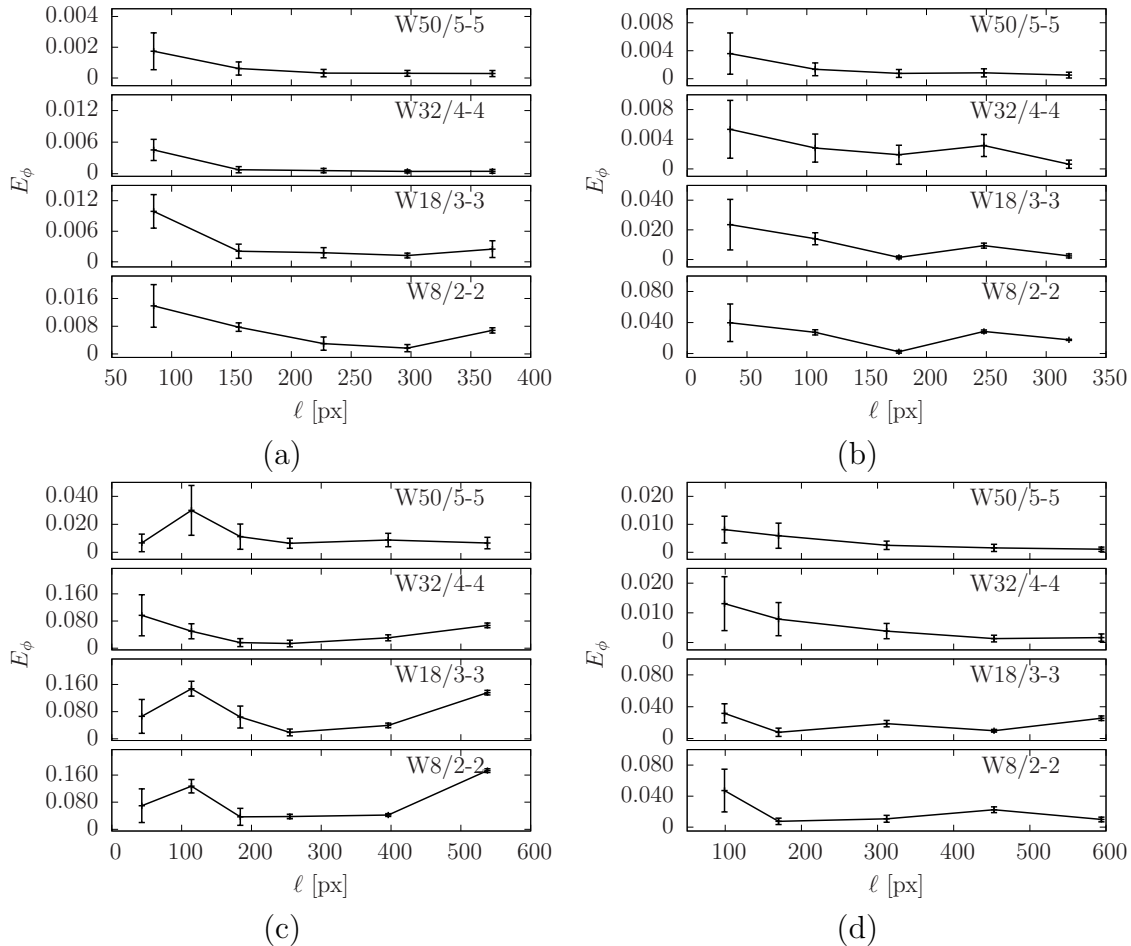 0.004
0.002
0
W50/5-5
0.012
0.006
0
W32/4-4
0.012
0.006
0
W18/3-3
0.016
0.008
0
W8/2-2
50 100 150 200 250 300 350 400
E_ϕ
ℓ [px]
(a)
0.008
0.004
0
W50/5-5
0.008
0.004
0
W32/4-4
0.040
0.020
0
W18/3-3
0.080
0.040
0
W8/2-2
0 50 100 150 200 250 300 350
E_ϕ
ℓ [px]
(b)
0.040
0.020
0
W50/5-5
0.160
0.080
0
W32/4-4
0.160
0.080
0
W18/3-3
0.160
0.080
0
W8/2-2
0 100 200 300 400 500 600
E_ϕ
ℓ [px]
(c)
0.020
0.010
0
W50/5-5
0.020
0.010
0
W32/4-4
0.080
0.040
0
W18/3-3
0.080
0.040
0
W8/2-2
100 200 300 400 500 600
E_ϕ
ℓ [px]
(d)